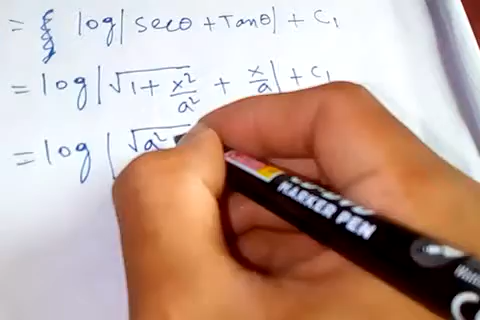 = log|secθ + Tanθ| + C₁
= log|√1 + x²/a² + x/a| + C₁
= log|√a²
MARKER PEN